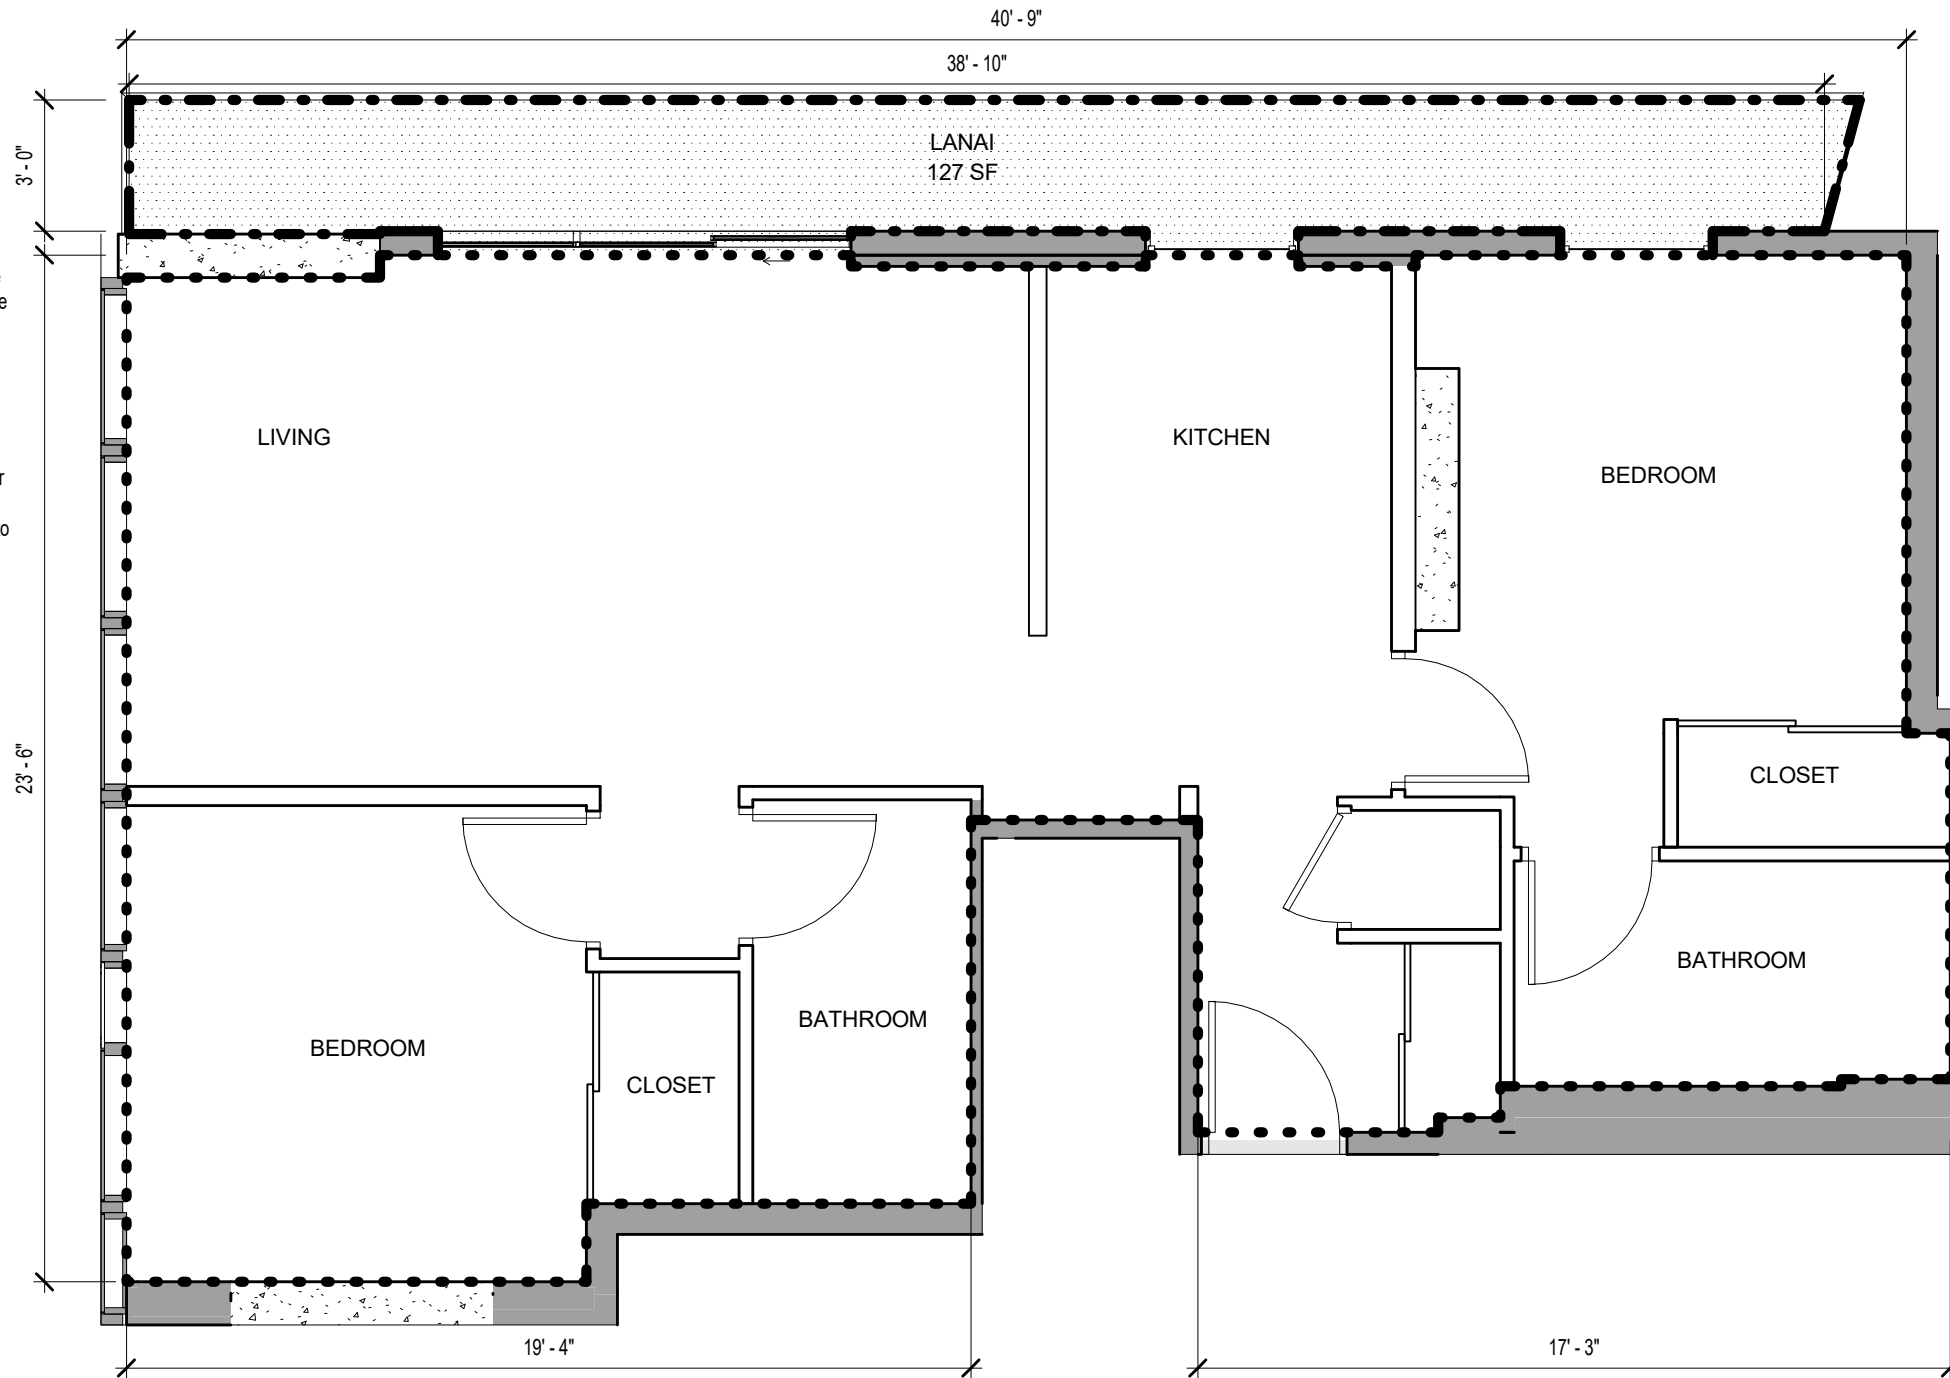 40' - 9"
38' - 10"
3' - 0"
LANAI
127 SF
LIVING
KITCHEN
BEDROOM
23' - 6"
CLOSET
BATHROOM
BATHROOM
BEDROOM
CLOSET
19' - 4"
17' - 3"